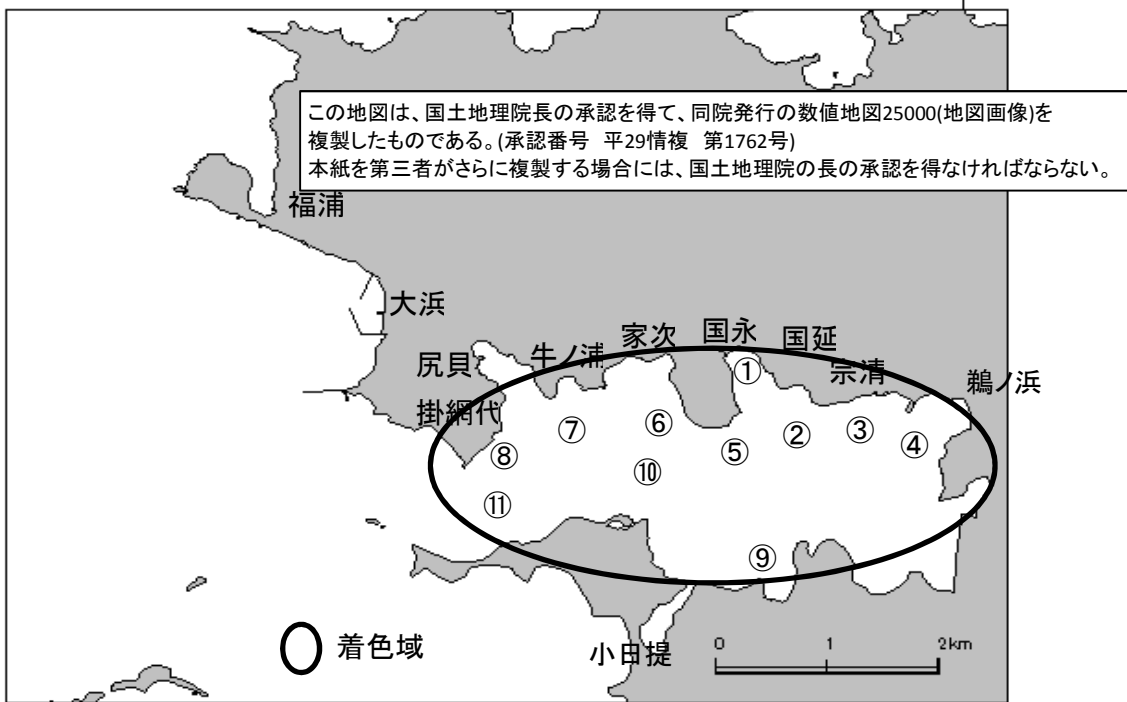 この地図は、国土地理院長の承認を得て、同院発行の数値地図25000(地図画像)を
複製したものである。(承認番号 平29情複 第1762号)
本紙を第三者がさらに複製する場合には、国土地理院の長の承認を得なければならない。
福浦
大浜
尻貝
牛ノ浦
家次
国永
国延
宗清
鵜ノ浜
掛網代
①
②
③
④
⑤
⑥
⑦
⑧
⑩
⑪
⑨
着色域
小日提
0 1 2km